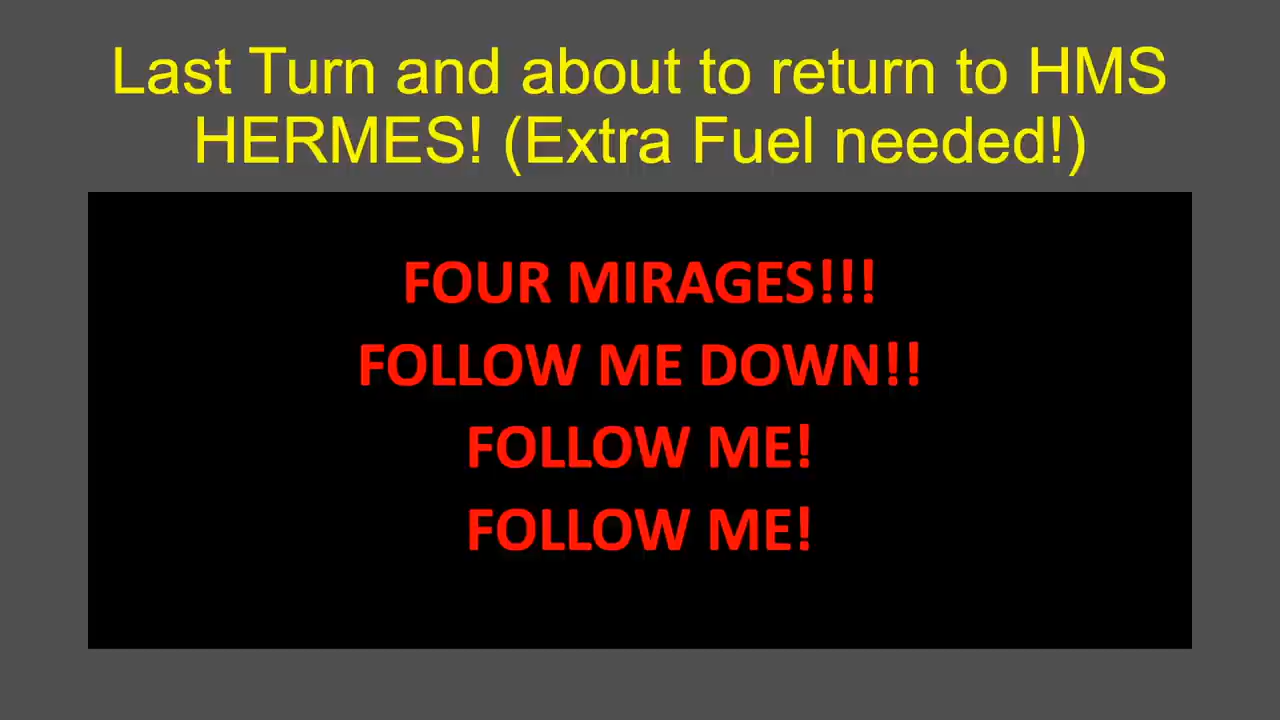 Last Turn and about to return to HMS
HERMES! (Extra Fuel needed!)
FOUR MIRAGES!!!
FOLLOW ME DOWN!!
FOLLOW ME!
FOLLOW ME!